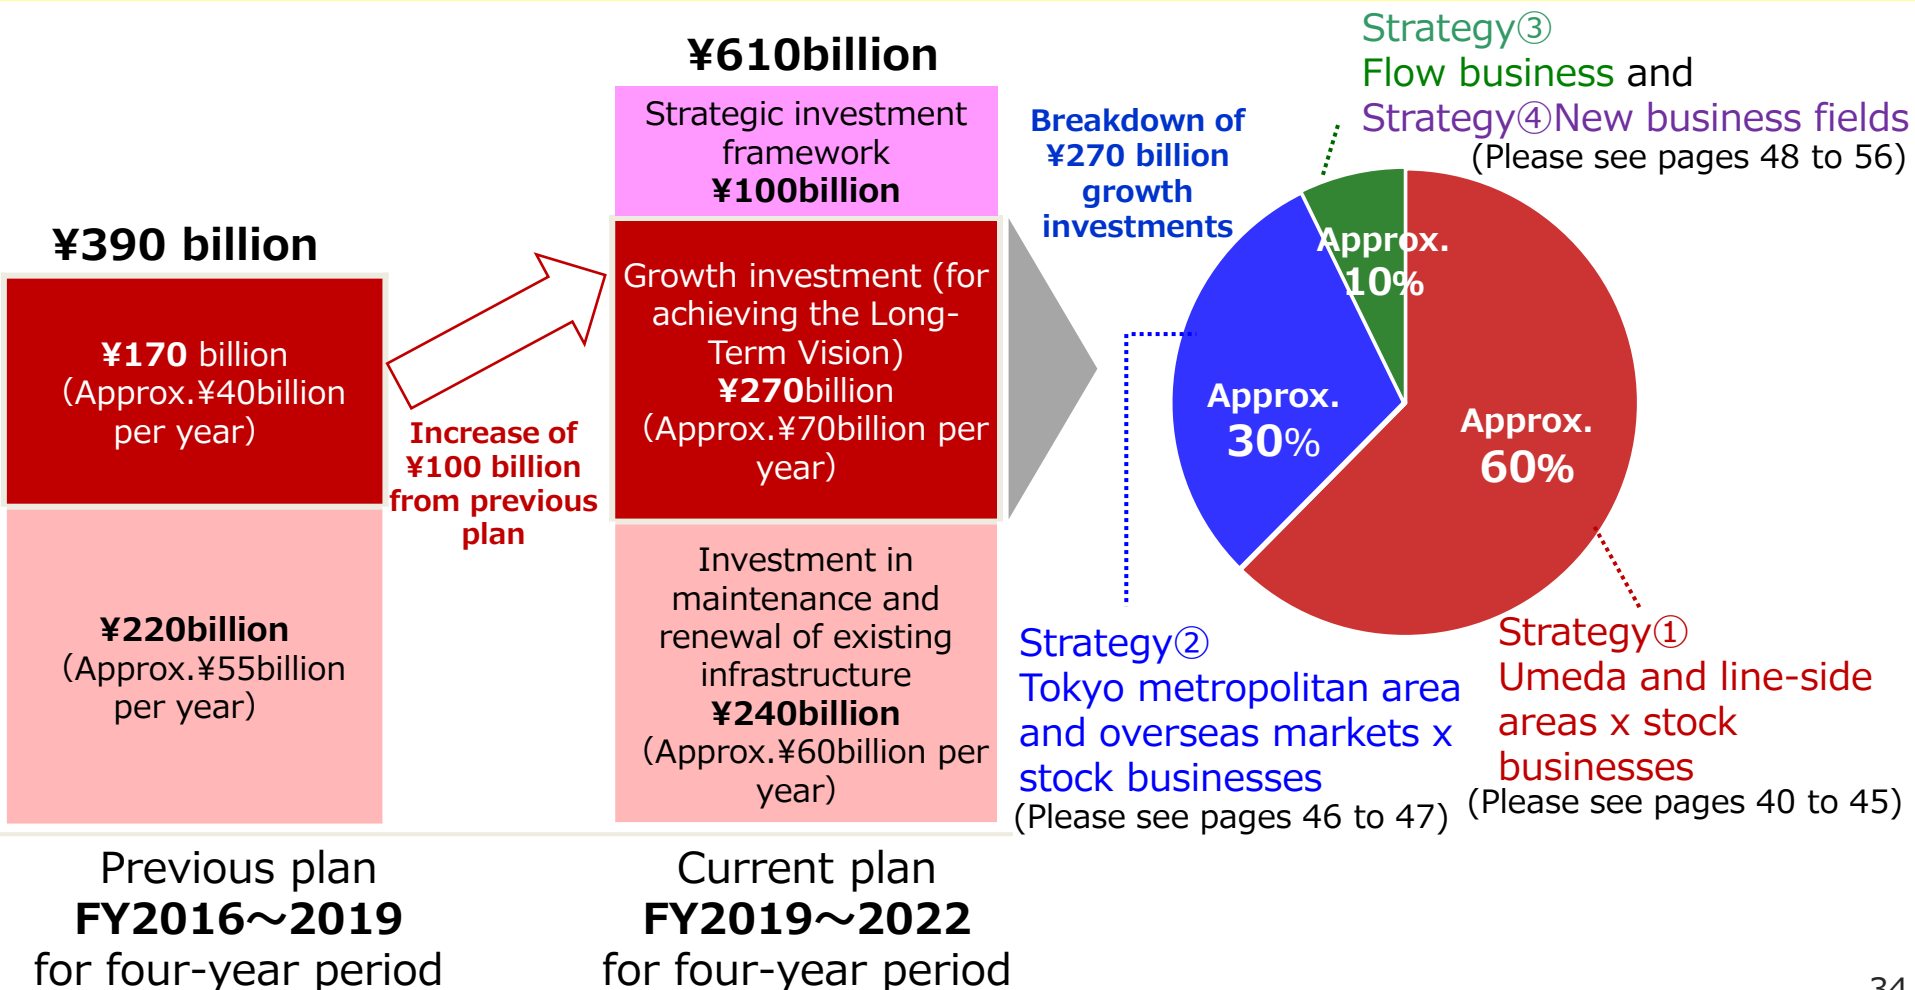 ¥390 billion
¥170 billion
(Approx.¥40billion
per year)
¥220billion
(Approx.¥55billion
per year)
Previous plan
FY2016～2019
for four-year period
Increase of
¥100 billion
from previous
plan
¥610billion
Strategic investment
framework
¥100billion
Growth investment (for
achieving the Long-
Term Vision)
¥270billion
(Approx.¥70billion per
year)
Investment in
maintenance and
renewal of existing
infrastructure
¥240billion
(Approx.¥60billion per
year)
Current plan
FY2019～2022
for four-year period
Breakdown of
¥270 billion
growth
investments
Strategy③
Flow business and
Strategy④New business fields
(Please see pages 48 to 56)
Approx.
10%
Approx.
30%
Approx.
60%
Strategy②
Tokyo metropolitan area
and overseas markets x
stock businesses
(Please see pages 46 to 47)
Strategy①
Umeda and line-side
areas x stock
businesses
(Please see pages 40 to 45)
34